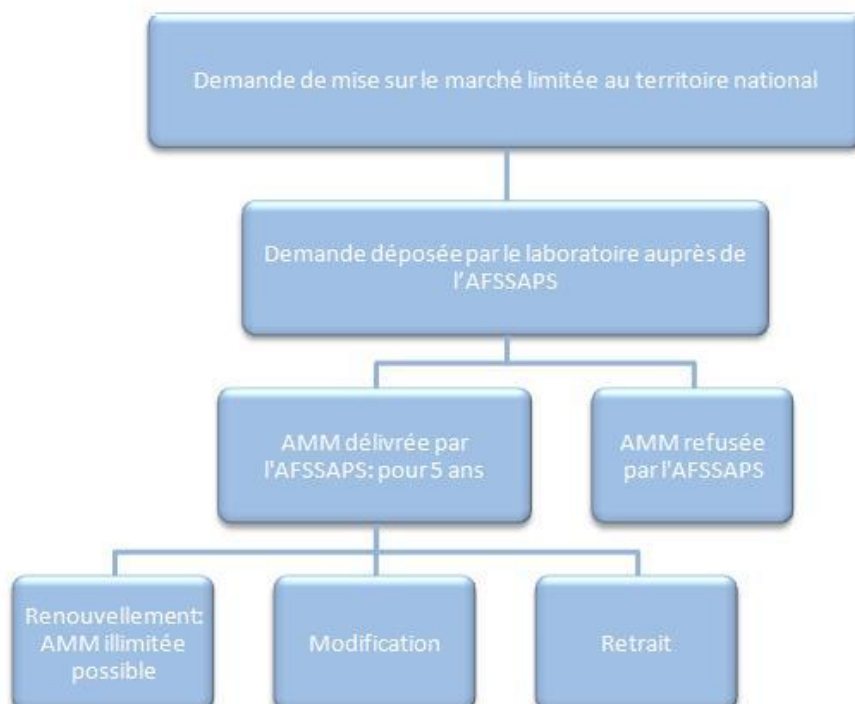 Demande de mise sur le marché limitée au territoire national
Demande déposée par le laboratoire auprès de
l'AFSSAPS
AMM délivrée par
l'AFSSAPS: pour 5 ans
AMM refusée
par l'AFSSAPS
Renouvellement:
AMM illimitée
possible
Modification
Retrait